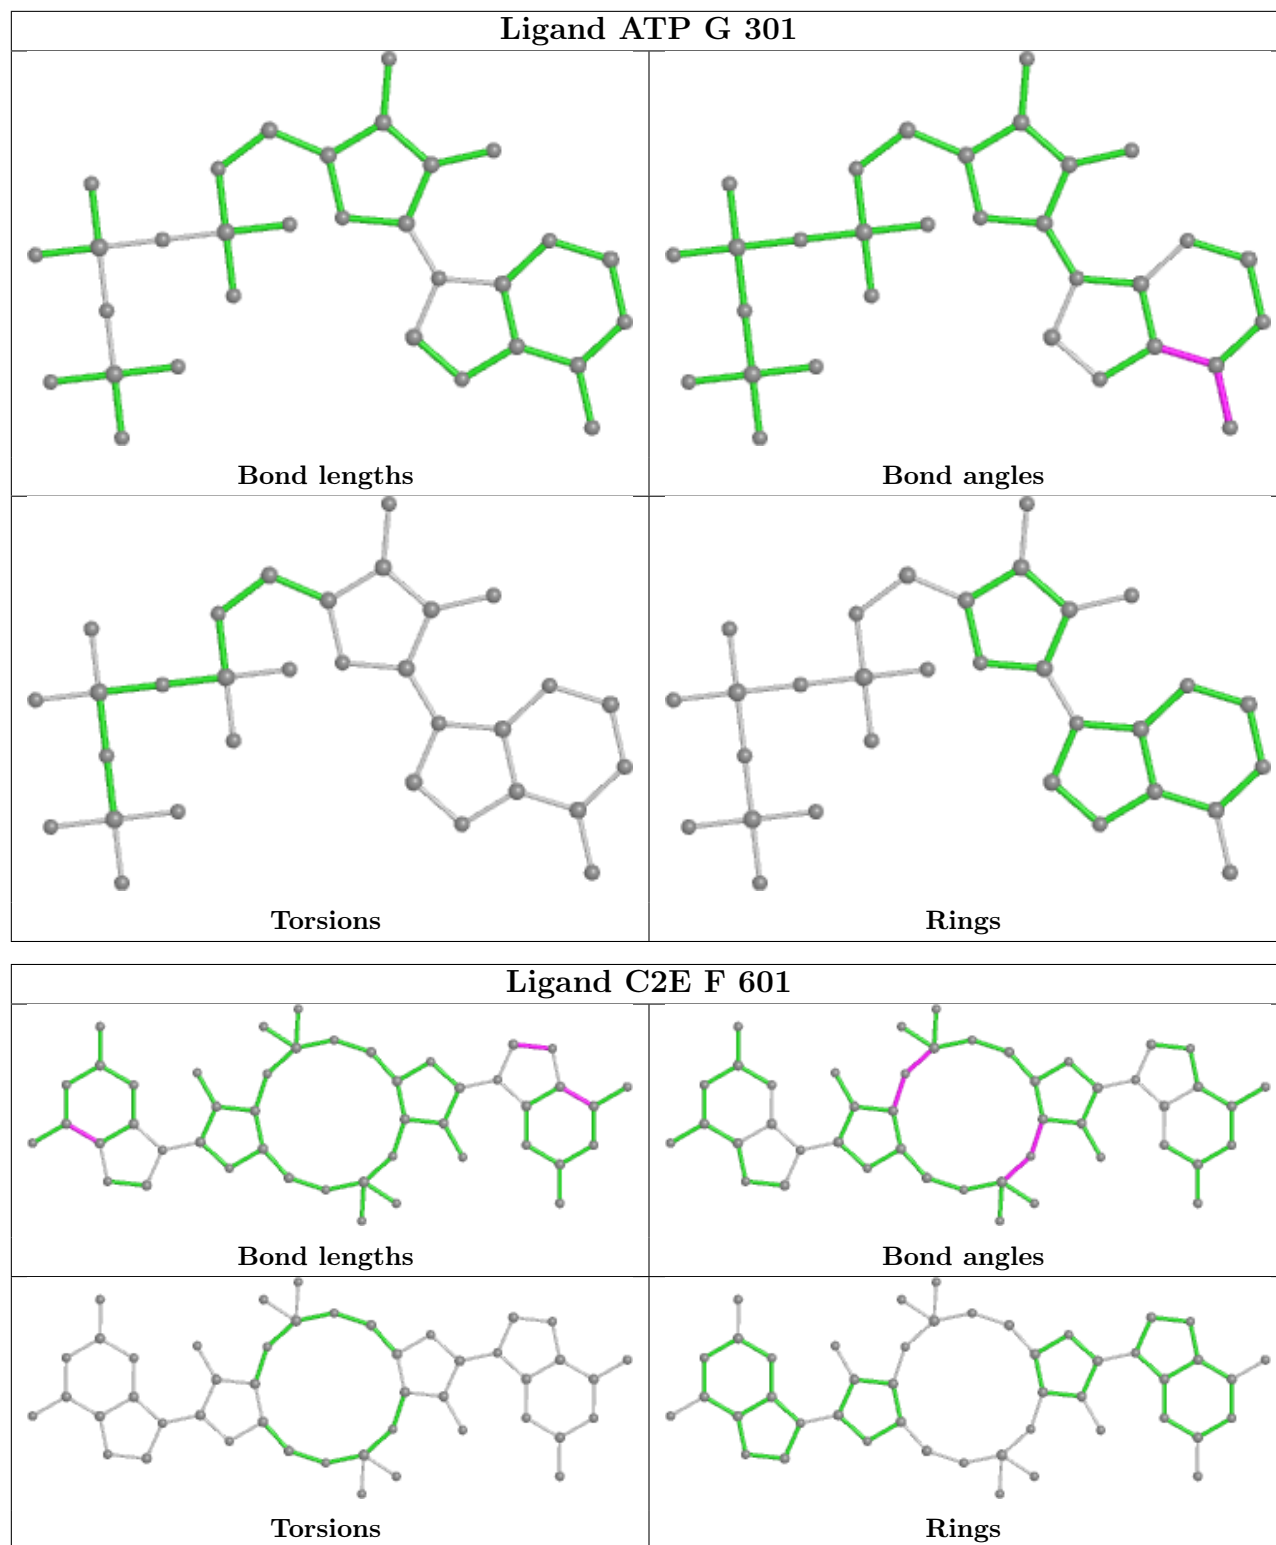 Ligand ATP G 301
Bond lengths
Bond angles
Torsions
Rings
Ligand C2E F 601
Bond lengths
Bond angles
Torsions
Rings